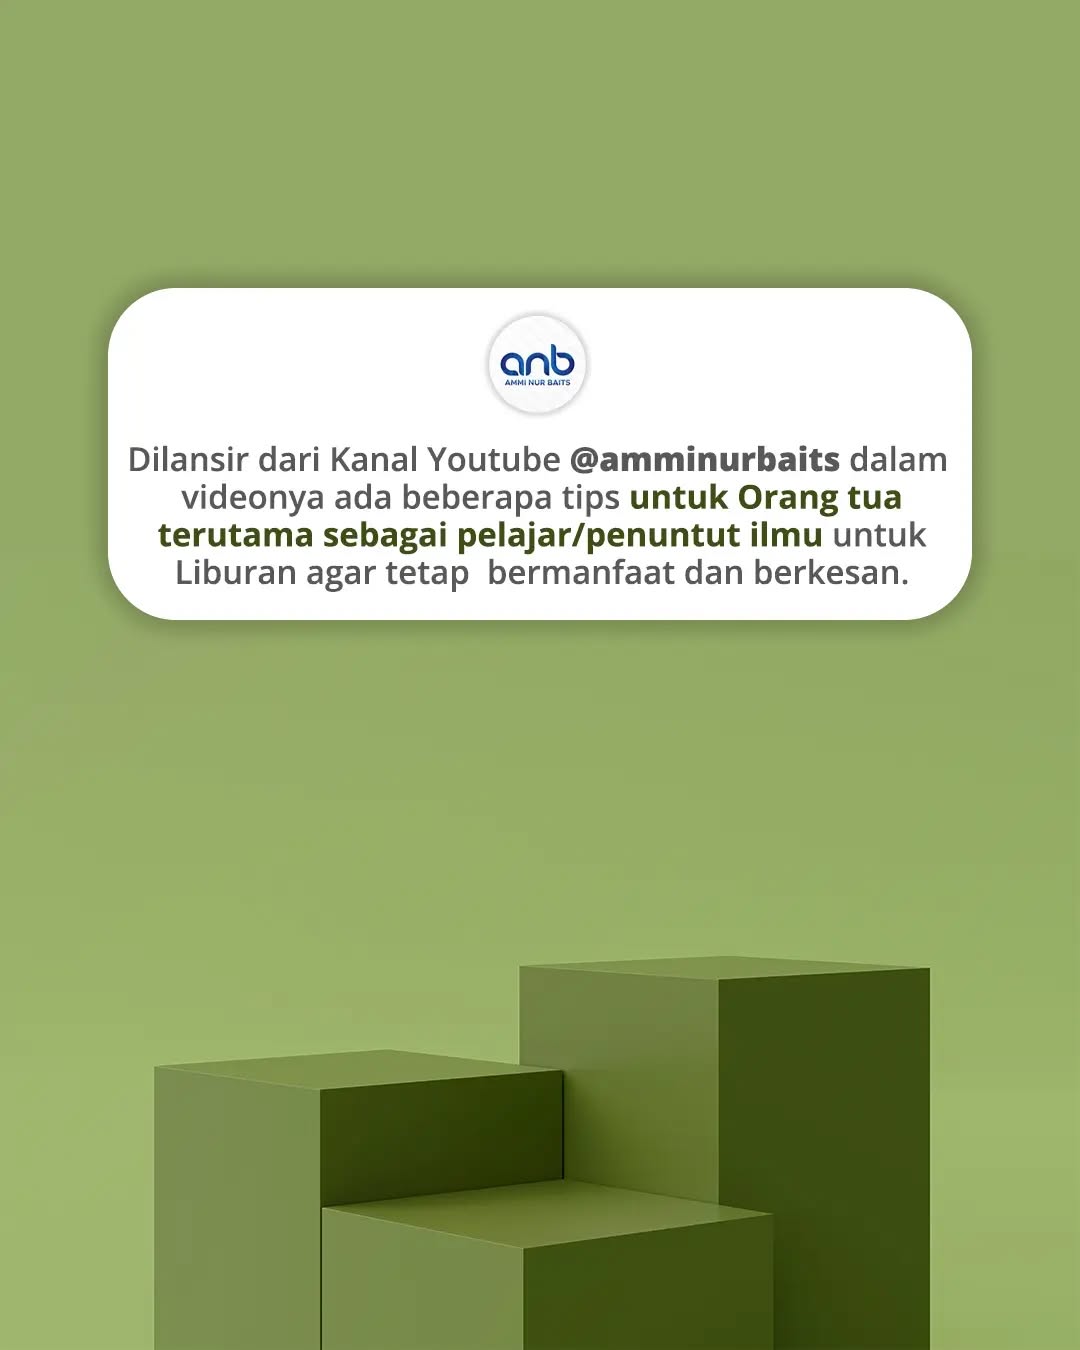 anb
AMMI NUR BAITS
Dilansir dari Kanal Youtube @amminurbaits dalam
videonya ada beberapa tips untuk Orang tua
terutama sebagai pelajar/penuntut ilmu untuk
Liburan agar tetap  bermanfaat dan berkesan.